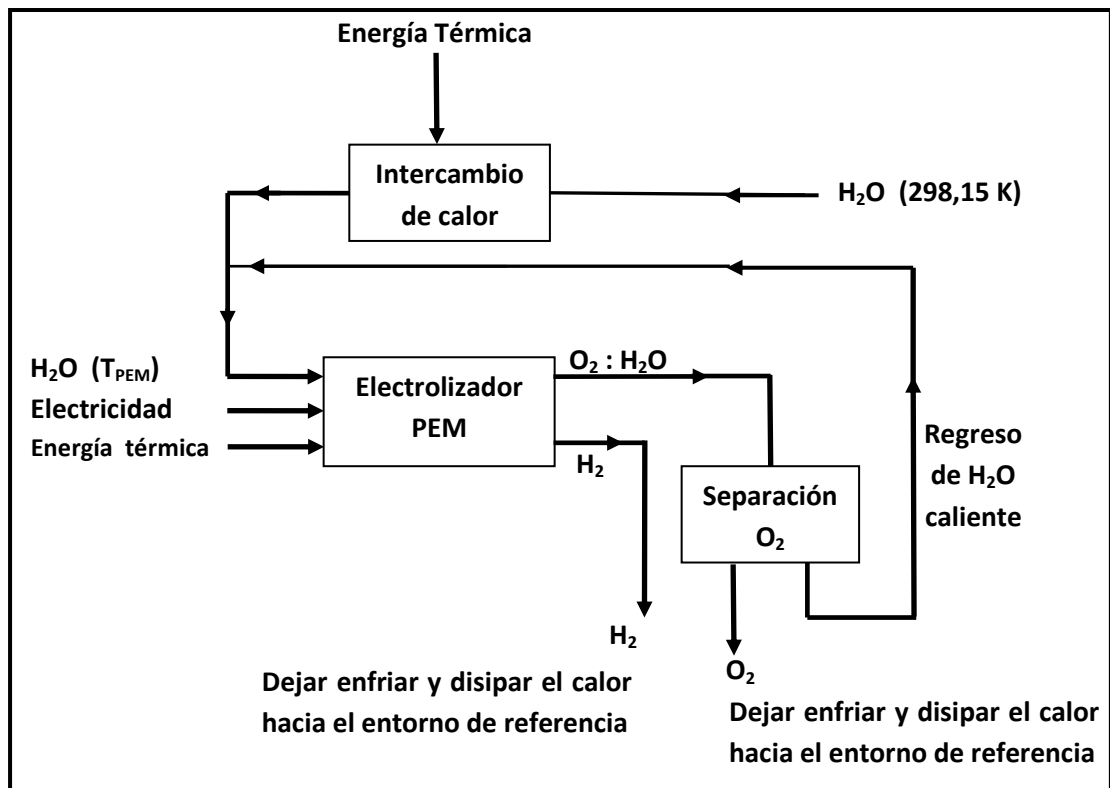 Energía Térmica
Intercambio
de calor
H₂O (298,15 K)
H₂O (T_PEM)
Electricidad
Energía térmica
Electrolizador
PEM
O₂ : H₂O
H₂
Separación
O₂
Regreso
de H₂O
caliente
H₂
Dejar enfriar y disipar el calor
hacia el entorno de referencia
O₂
Dejar enfriar y disipar el calor
hacia el entorno de referencia